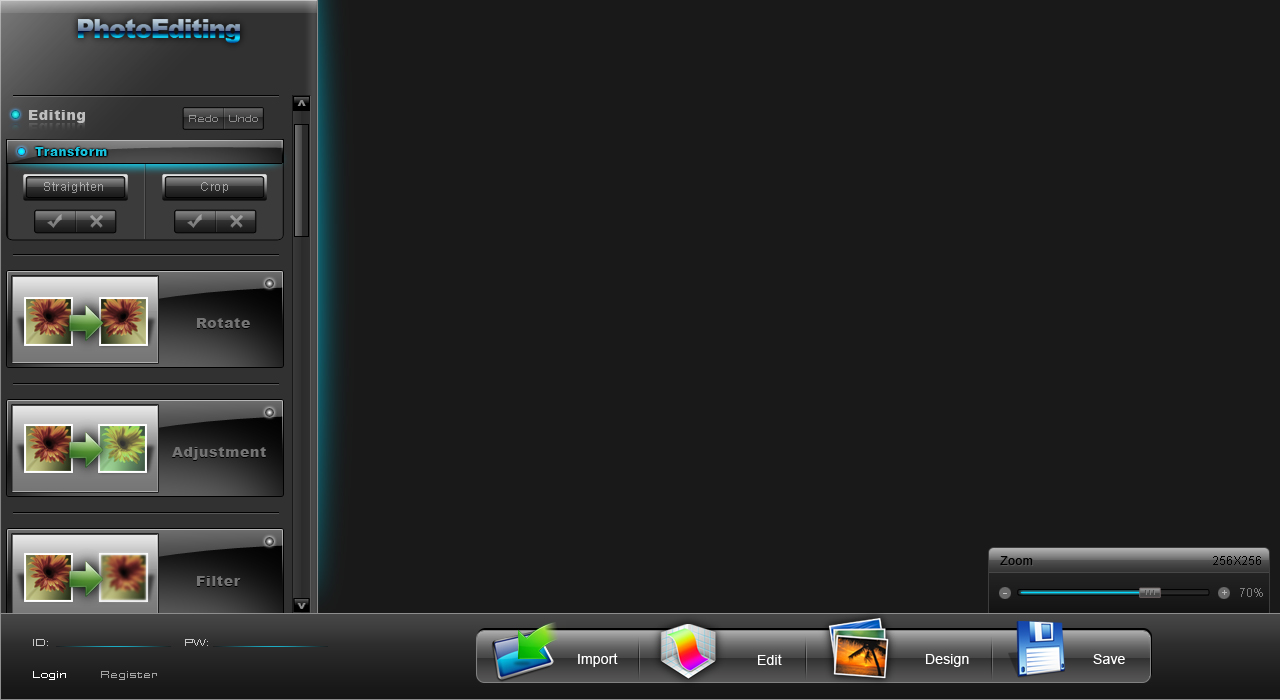 PhotoEditing
Editing
Redo Undo
Transform
Straighten Crop
Rotate
Adjustment
Filter
Zoom 256X256
70%
ID: PW:
Login Register
Import Edit Design Save